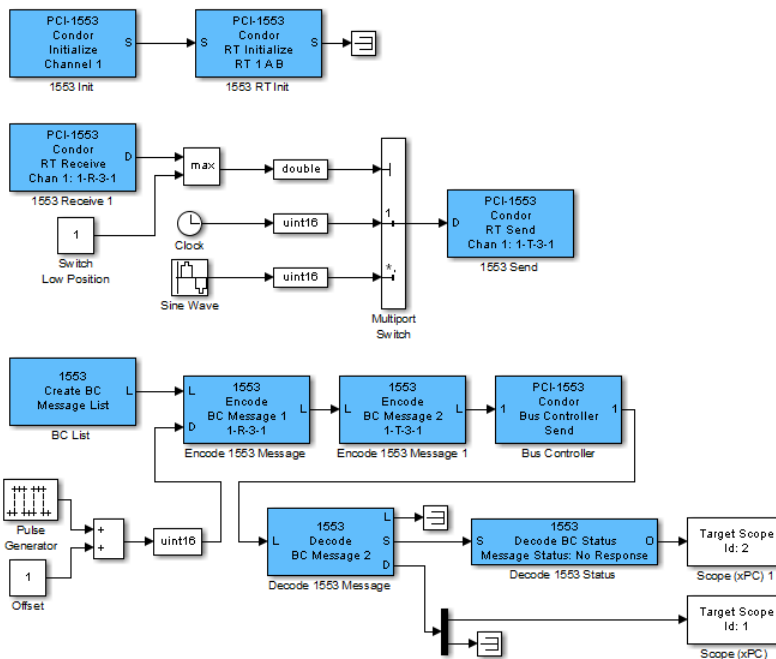 PCI-1553
Condor
Initialize
Channel 1
S
1553 Init
S
PCI-1553
Condor
RT Initialize
RT 1 A B
S
1553 RT Init
PCI-1553
Condor
RT Receive
Chan 1: 1-R-3-1
D
1553 Receive 1
max
double
1
Switch
Low Position
Clock
uint16
Sine Wave
uint16
1
*,
Multiport
Switch
D
PCI-1553
Condor
RT Send
Chan 1: 1-T-3-1
1553 Send
1553
Create BC
Message List
L
BC List
L
D
1553
Encode
BC Message 1
1-R-3-1
L
Encode 1553 Message
L
1553
Encode
BC Message 2
1-T-3-1
L
Encode 1553 Message 1
1
PCI-1553
Condor
Bus Controller
Send
1
Bus Controller
Pulse
Generator
+
+
uint16
1
Offset
L
1553
Decode
BC Message 2
L
S
D
Decode 1553 Message
S
1553
Decode BC Status
Message Status: No Response
O
Decode 1553 Status
Target Scope
Id: 2
Scope (xPC) 1
Target Scope
Id: 1
Scope (xPC)